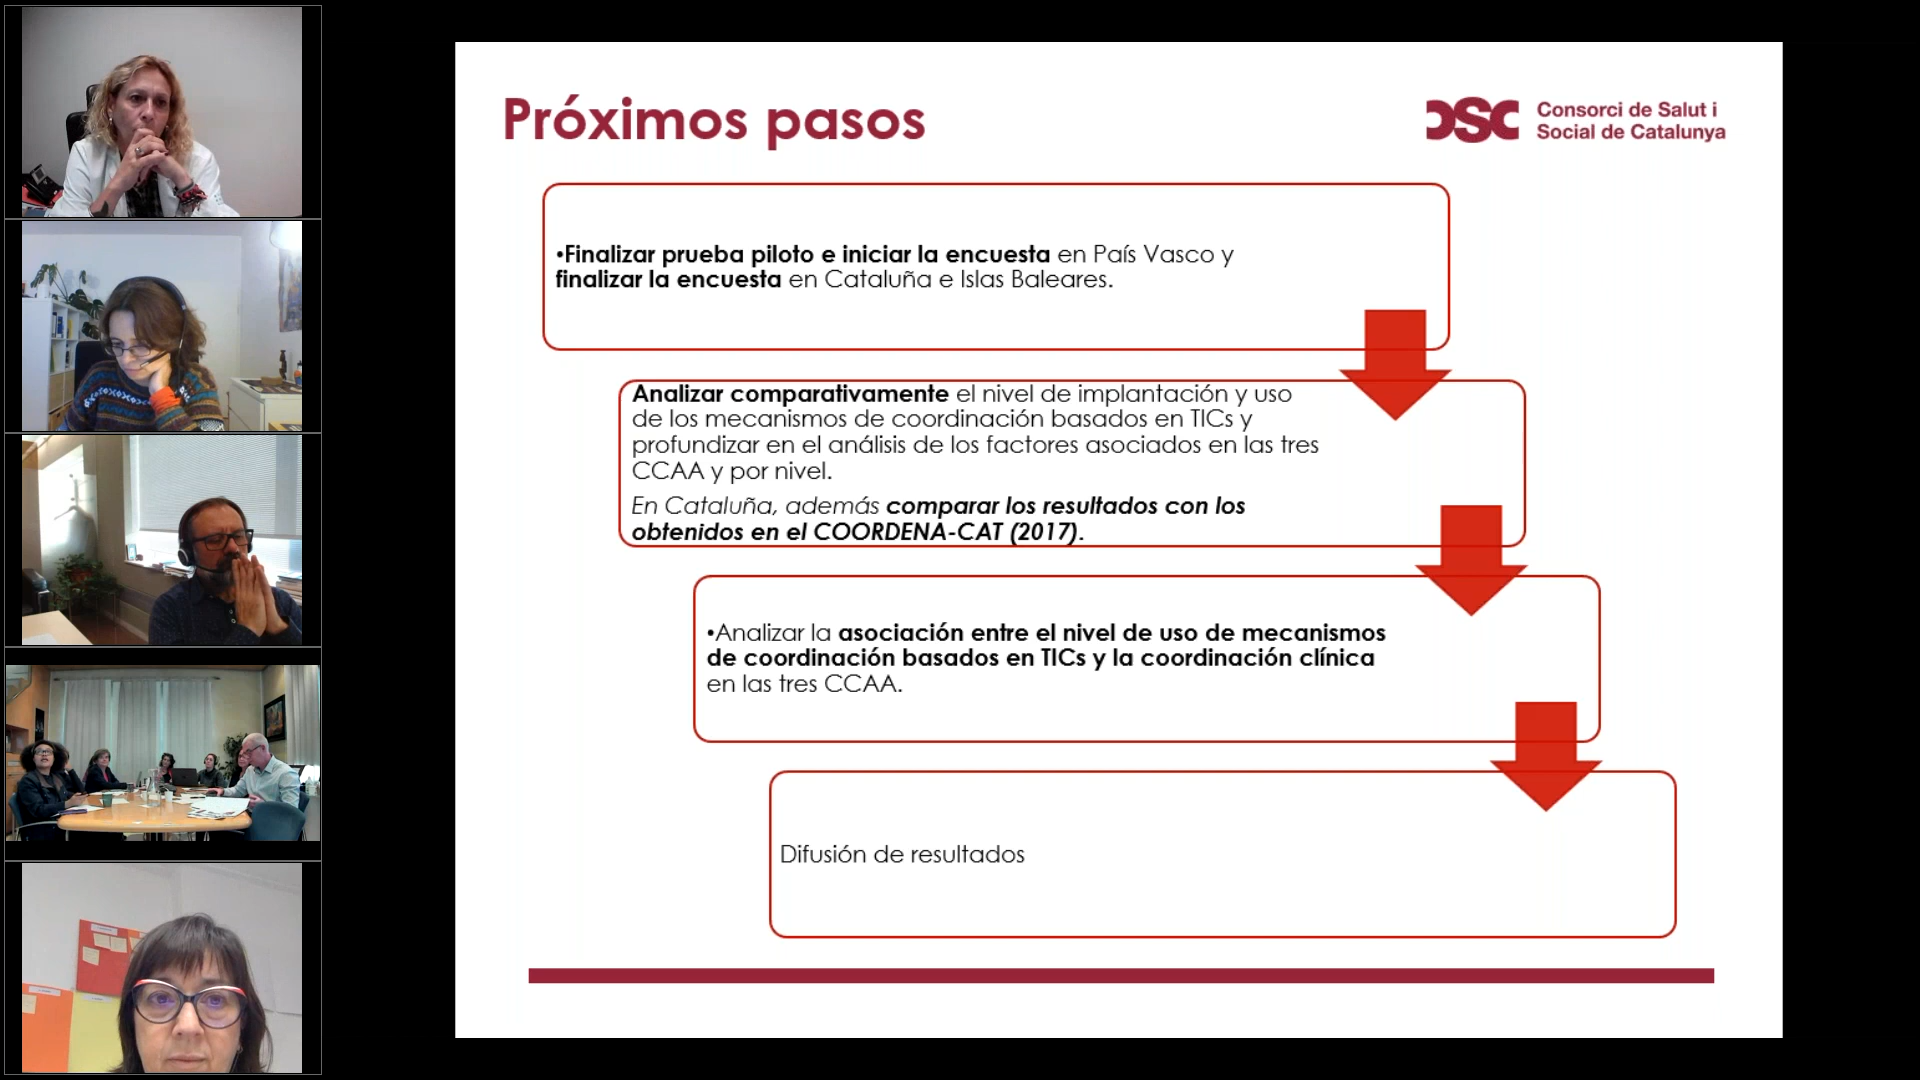 Próximos pasos
CSC Consorci de Salut i
Social de Catalunya
•Finalizar prueba piloto e iniciar la encuesta en País Vasco y
finalizar la encuesta en Cataluña e Islas Baleares.
Analizar comparativamente el nivel de implantación y uso
de los mecanismos de coordinación basados en TICs y
profundizar en el análisis de los factores asociados en las tres
CCAA y por nivel.
En Cataluña, además comparar los resultados con los
obtenidos en el COORDENA-CAT (2017).
•Analizar la asociación entre el nivel de uso de mecanismos
de coordinación basados en TICs y la coordinación clínica
en las tres CCAA.
Difusión de resultados